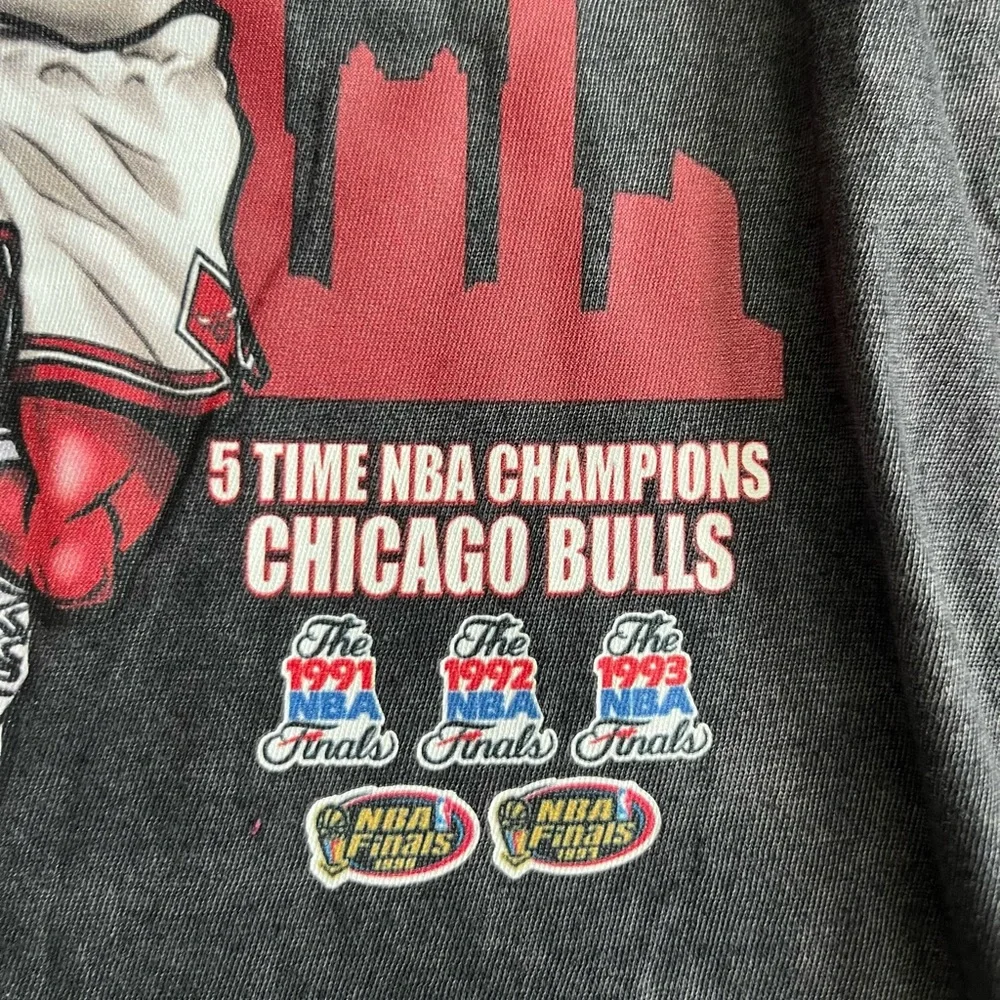 5 TIME NBA CHAMPIONS
CHICAGO BULLS
The The The
1991 1992 1993
NBA NBA NBA
Finals Finals Finals
NBA NBA
Finals Finals